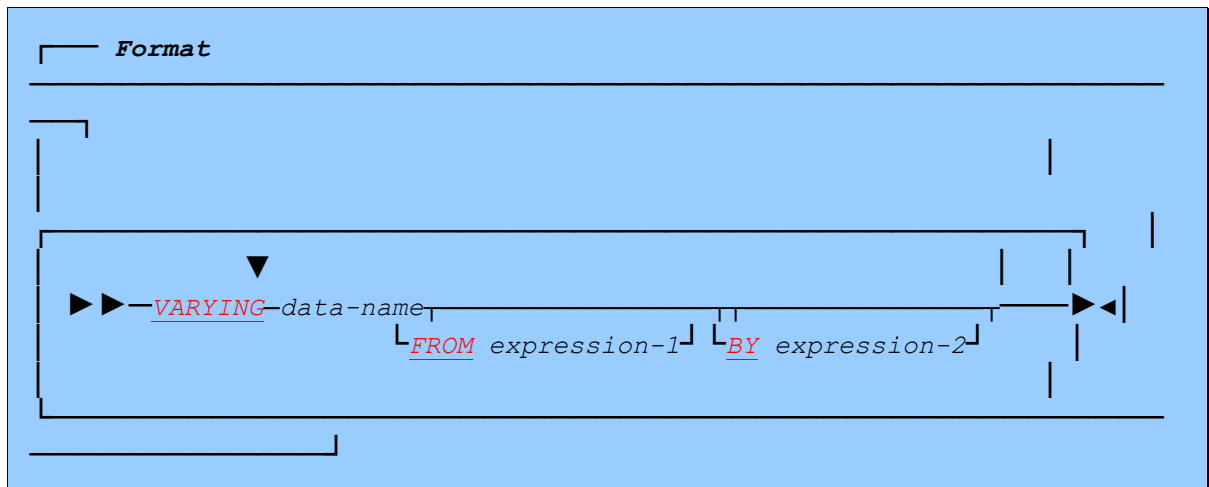 Format
VARYING data-name
FROM expression-1 BY expression-2